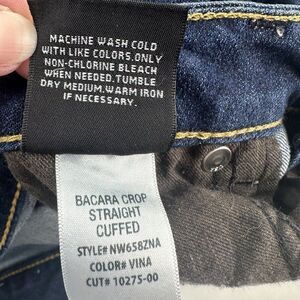 MACHINE WASH COLD
WITH LIKE COLORS.ONLY
NON-CHLORINE BLEACH
WHEN NEEDED.TUMBLE
DRY MEDIUM.WARM IRON
IF NECESSARY.
BACARA CROP
STRAIGHT
CUFFED
STYLE# NW658ZNA
COLOR# VINA
CUT# 10275-00